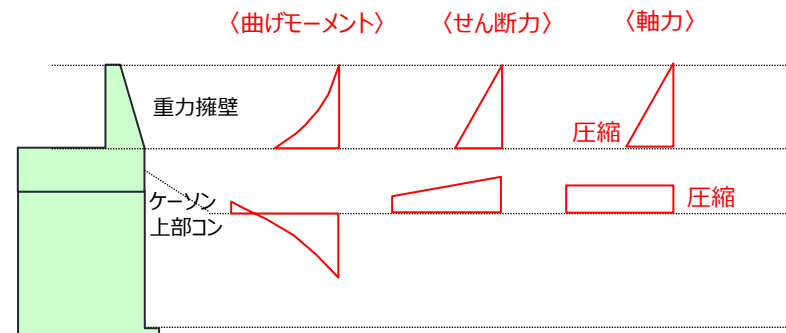 〈曲げモーメント〉 〈せん断力〉 〈軸力〉
重力擁壁
圧縮
ケーソン
上部コン
圧縮